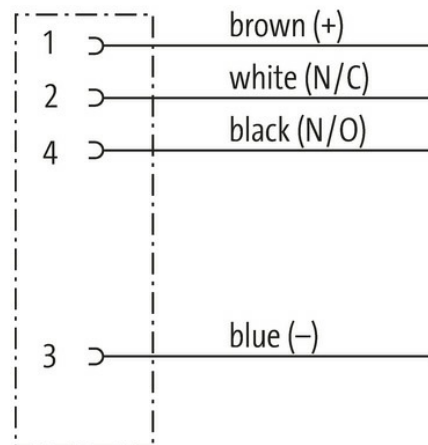 1 brown (+)
2 white (N/C)
4 black (N/O)
3 blue (–)